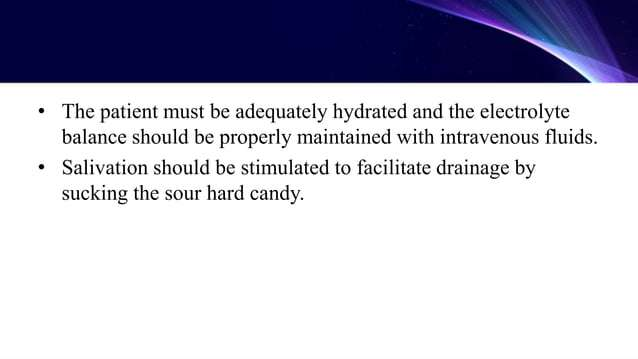 • The patient must be adequately hydrated and the electrolyte
balance should be properly maintained with intravenous fluids.
• Salivation should be stimulated to facilitate drainage by
sucking the sour hard candy.